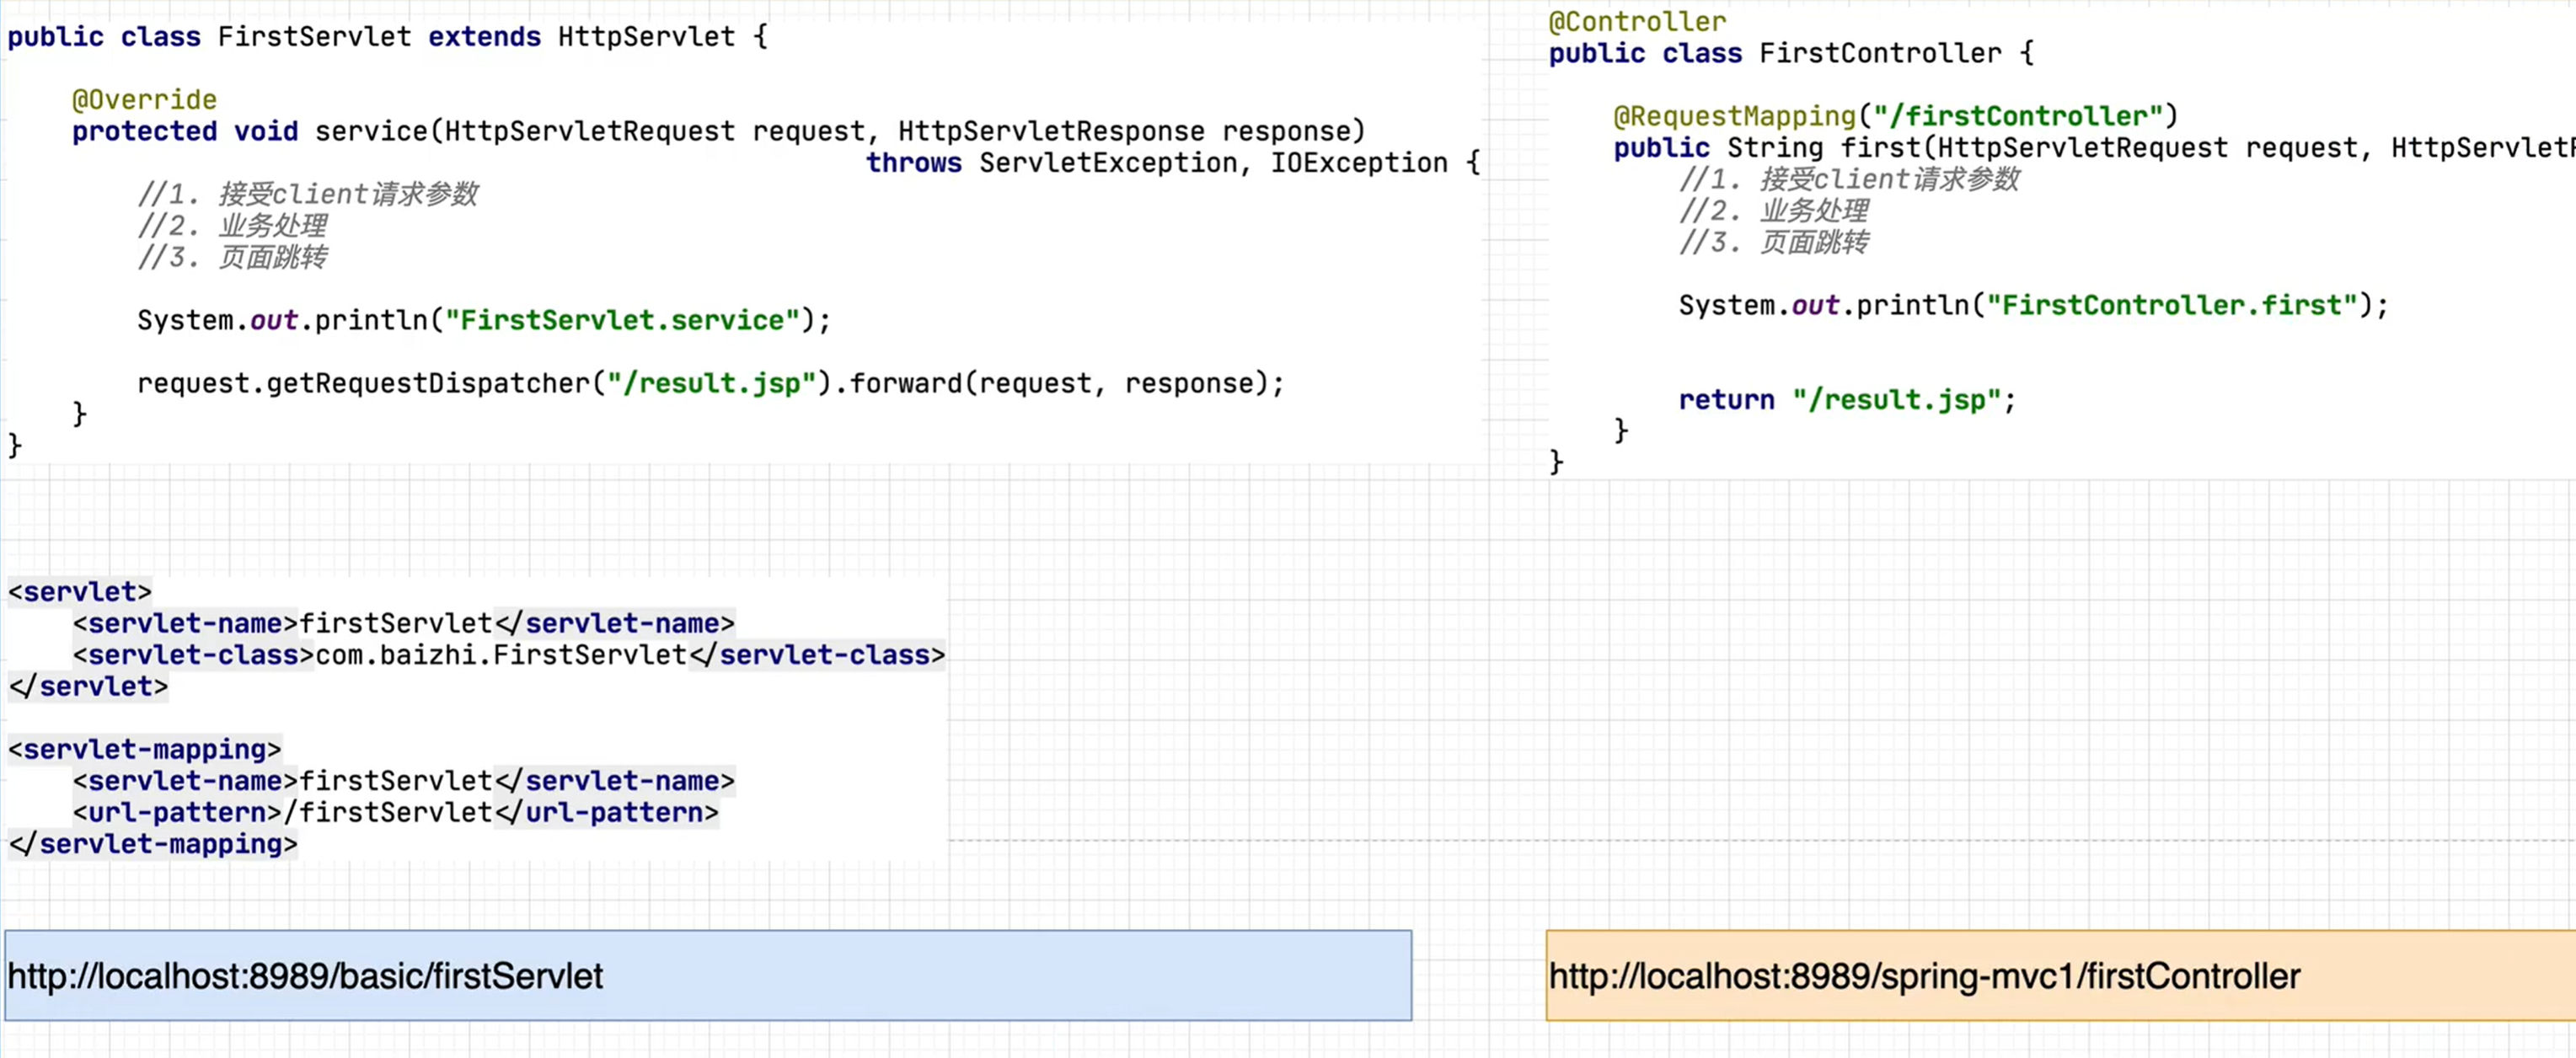 public class FirstServlet extends HttpServlet {
@Override
protected void service(HttpServletRequest request, HttpServletResponse response)
throws ServletException, IOException {
//1. 接受client请求参数
//2. 业务处理
//3. 页面跳转
System.out.println("FirstServlet.service");
request.getRequestDispatcher("/result.jsp").forward(request, response);
}
}
<servlet>
<servlet-name>firstServlet</servlet-name>
<servlet-class>com.baizhi.FirstServlet</servlet-class>
</servlet>
<servlet-mapping>
<servlet-name>firstServlet</servlet-name>
<url-pattern>/firstServlet</url-pattern>
</servlet-mapping>
http://localhost:8989/basic/firstServlet
@Controller
public class FirstController {
@RequestMapping("/firstController")
public String first(HttpServletRequest request,
//1. 接受client请求参数
//2. 业务处理
//3. 页面跳转
System.out.println("FirstController.first");
return "/result.jsp";
}
}
http://localhost:8989/spring-mvc1/firstController